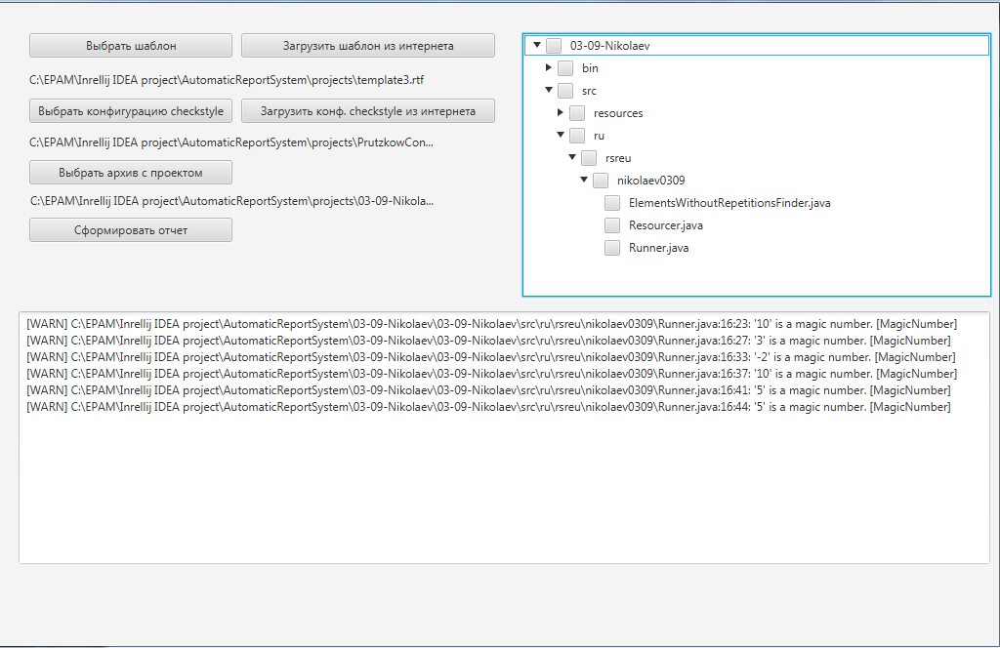 Выбрать шаблон
Загрузить шаблон из интернета
C:\EPAM\Inrellij IDEA project\AutomaticReportSystem\projects\template3.rtf
Выбрать конфигурацию checkstyle
Загрузить конф. checkstyle из интернета
C:\EPAM\Inrellij IDEA project\AutomaticReportSystem\projects\PrutzkowCon...
Выбрать архив с проектом
C:\EPAM\Inrellij IDEA project\AutomaticReportSystem\projects\03-09-Nikola...
Сформировать отчет
03-09-Nikolaev
bin
src
resources
ru
rsreu
nikolaev0309
ElementsWithoutRepetitionsFinder.java
Resourcer.java
Runner.java
[WARN] C:\EPAM\Inrellij IDEA project\AutomaticReportSystem\03-09-Nikolaev\03-09-Nikolaev\src\ru\rsreu\nikolaev0309\Runner.java:16:23: '10' is a magic number. [MagicNumber]
[WARN] C:\EPAM\Inrellij IDEA project\AutomaticReportSystem\03-09-Nikolaev\03-09-Nikolaev\src\ru\rsreu\nikolaev0309\Runner.java:16:27: '3' is a magic number. [MagicNumber]
[WARN] C:\EPAM\Inrellij IDEA project\AutomaticReportSystem\03-09-Nikolaev\03-09-Nikolaev\src\ru\rsreu\nikolaev0309\Runner.java:16:33: '-2' is a magic number. [MagicNumber]
[WARN] C:\EPAM\Inrellij IDEA project\AutomaticReportSystem\03-09-Nikolaev\03-09-Nikolaev\src\ru\rsreu\nikolaev0309\Runner.java:16:37: '10' is a magic number. [MagicNumber]
[WARN] C:\EPAM\Inrellij IDEA project\AutomaticReportSystem\03-09-Nikolaev\03-09-Nikolaev\src\ru\rsreu\nikolaev0309\Runner.java:16:41: '5' is a magic number. [MagicNumber]
[WARN] C:\EPAM\Inrellij IDEA project\AutomaticReportSystem\03-09-Nikolaev\03-09-Nikolaev\src\ru\rsreu\nikolaev0309\Runner.java:16:44: '5' is a magic number. [MagicNumber]